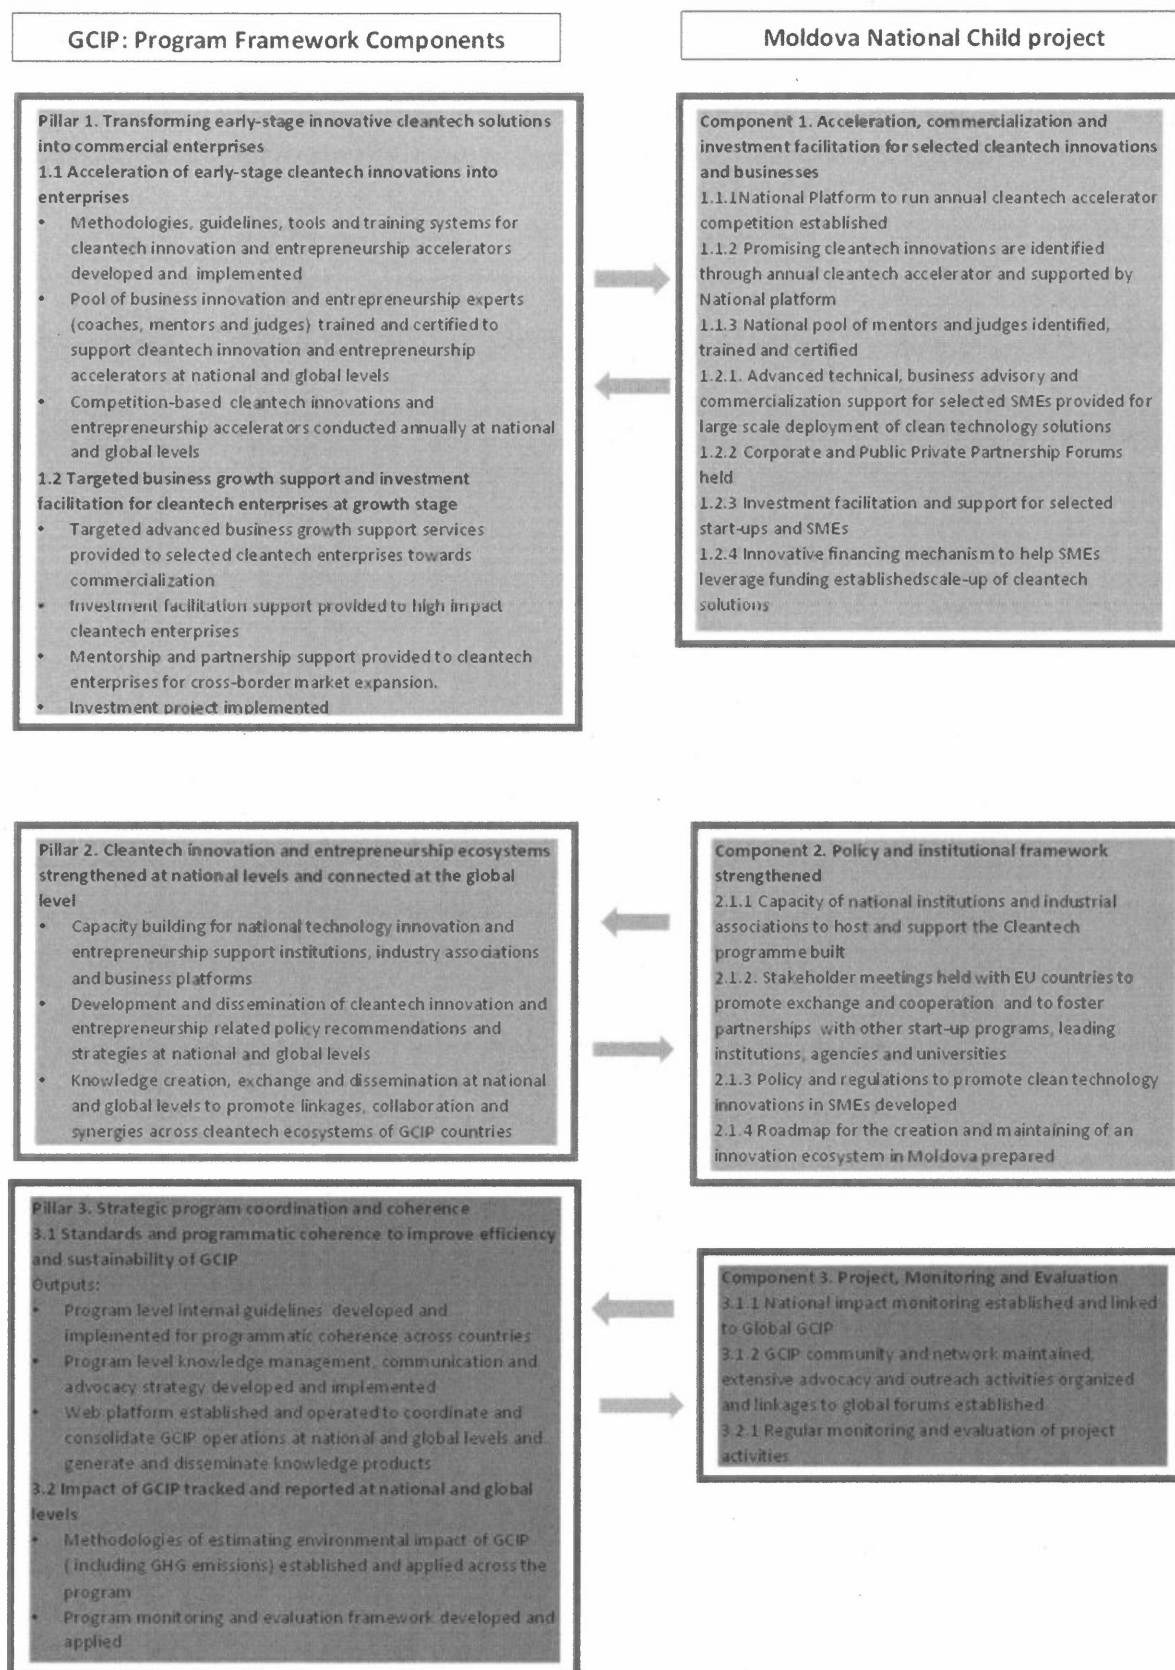 GCIP: Program Framework Components
Moldova National Child project
Pillar 1. Transforming early-stage innovative cleantech solutions
into commercial enterprises
1.1 Acceleration of early-stage cleantech innovations into
enterprises
• Methodologies, guidelines, tools and training systems for
cleantech innovation and entrepreneurship accelerators
developed and implemented
• Pool of business innovation and entrepreneurship experts
(coaches, mentors and judges) trained and certified to
support cleantech innovation and entrepreneurship
accelerators at national and global levels
• Competition-based cleantech innovations and
entrepreneurship accelerators conducted annually at national
and global levels
1.2 Targeted business growth support and investment
facilitation for cleantech enterprises at growth stage
• Targeted advanced business growth support services
provided to selected cleantech enterprises towards
commercialization
• Investment facilitation support provided to high impact
cleantech enterprises
• Mentorship and partnership support provided to cleantech
enterprises for cross-border market expansion.
• Investment project implemented
Component 1. Acceleration, commercialization and
investment facilitation for selected cleantech innovations
and businesses
1.1.1National Platform to run annual cleantech accelerator
competition established
1.1.2 Promising cleantech innovations are identified
through annual cleantech accelerator and supported by
National platform
1.1.3 National pool of mentors and judges identified,
trained and certified
1.2.1. Advanced technical, business advisory and
commercialization support for selected SMEs provided for
large scale deployment of clean technology solutions
1.2.2 Corporate and Public Private Partnership Forums
held
1.2.3 Investment facilitation and support for selected
start-ups and SMEs
1.2.4 Innovative financing mechanism to help SMEs
leverage funding establishedscale-up of cleantech
solutions
Pillar 2. Cleantech innovation and entrepreneurship ecosystems
strengthened at national levels and connected at the global
level
• Capacity building for national technology innovation and
entrepreneurship support institutions, industry associations
and business platforms
• Development and dissemination of cleantech innovation and
entrepreneurship related policy recommendations and
strategies at national and global levels
• Knowledge creation, exchange and dissemination at national
and global levels to promote linkages, collaboration and
synergies across cleantech ecosystems of GCIP countries
Component 2. Policy and institutional framework
strengthened
2.1.1 Capacity of national institutions and industrial
associations to host and support the Cleantech
programme built
2.1.2. Stakeholder meetings held with EU countries to
promote exchange and cooperation and to foster
partnerships with other start-up programs, leading
institutions, agencies and universities
2.1.3 Policy and regulations to promote clean technology
innovations in SMEs developed
2.1.4 Roadmap for the creation and maintaining of an
innovation ecosystem in Moldova prepared
Pillar 3. Strategic program coordination and coherence
3.1 Standards and programmatic coherence to improve efficiency
and sustainability of GCIP
Outputs:
• Program level internal guidelines developed and
implemented for programmatic coherence across countries
• Program level knowledge management, communication and
advocacy strategy developed and implemented
• Web platform established and operated to coordinate and
consolidate GCIP operations at national and global levels and
generate and disseminate knowledge products
3.2 Impact of GCIP tracked and reported at national and global
levels
• Methodologies of estimating environmental impact of GCIP
(including GHG emissions) established and applied across the
program
• Program monitoring and evaluation framework developed and
applied
Component 3. Project, Monitoring and Evaluation
3.1.1 National impact monitoring established and linked
to Global GCIP
3.1.2 GCIP community and network maintained,
extensive advocacy and outreach activities organized
and linkages to global forums established
3.2.1 Regular monitoring and evaluation of project
activities